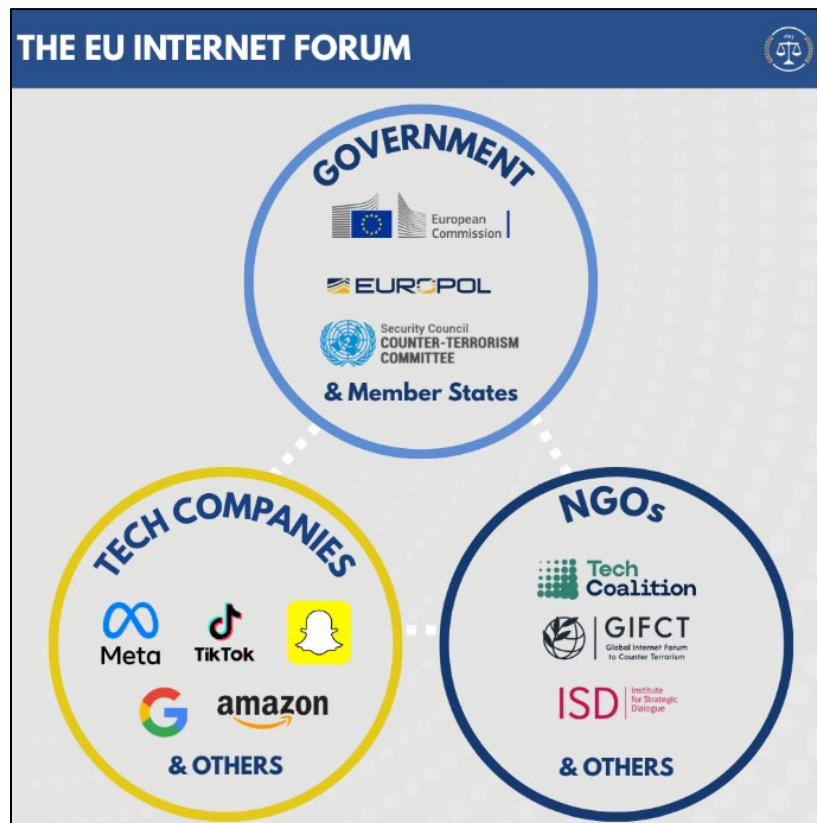 THE EU INTERNET FORUM
GOVERNMENT
European
Commission
EUROPOL
Security Council
COUNTER-TERRORISM
COMMITTEE
& Member States
TECH COMPANIES
Meta
TikTok
amazon
& OTHERS
NGOs
Tech
Coalition
GIFCT
Global Internet Forum
to Counter Terrorism
ISD
Institute
for Strategic
Dialogue
& OTHERS